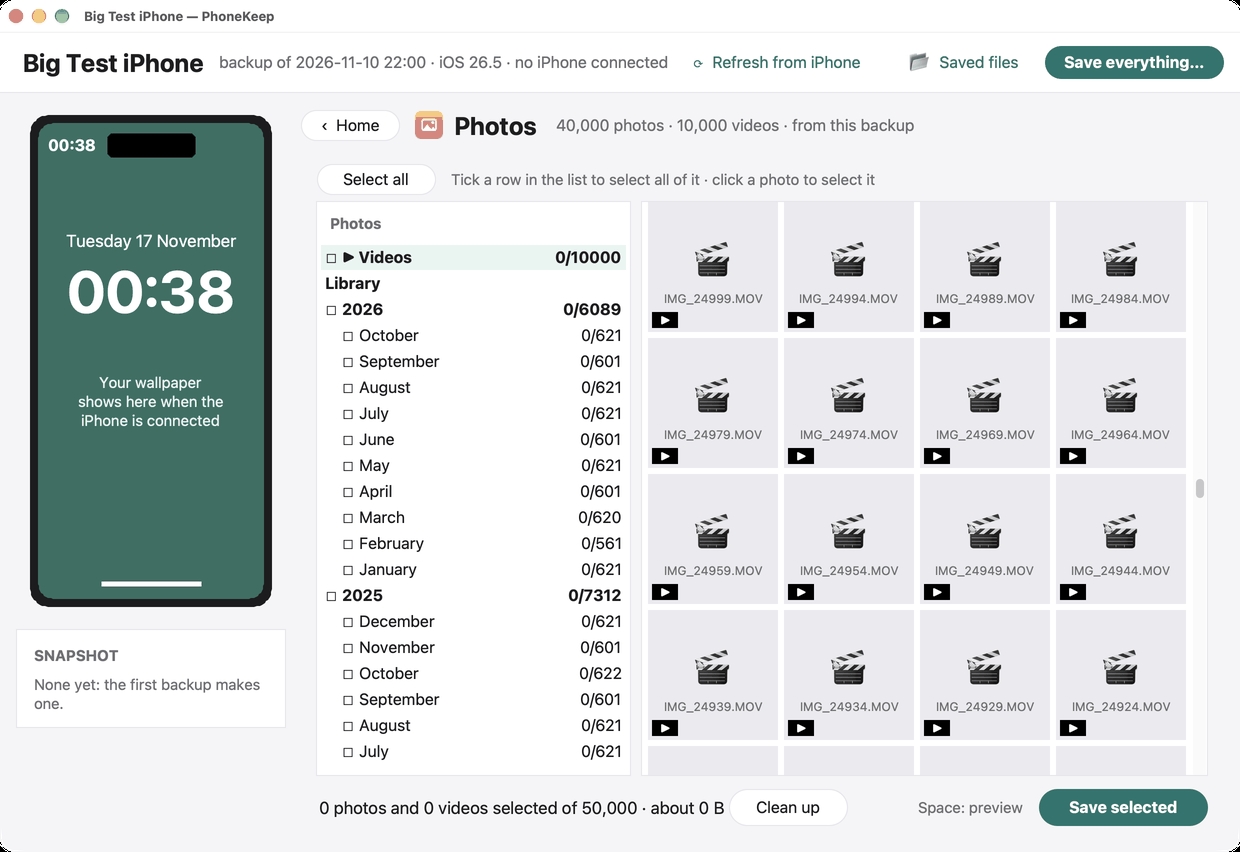 Big Test iPhone — PhoneKeep
Big Test iPhone backup of 2026-11-10 22:00 · iOS 26.5 · no iPhone connected ⟳ Refresh from iPhone Saved files Save everything...
00:38
Tuesday 17 November
00:38
Your wallpaper
shows here when the
iPhone is connected
SNAPSHOT
None yet: the first backup makes
one.
‹ Home Photos 40,000 photos · 10,000 videos · from this backup
Select all Tick a row in the list to select all of it · click a photo to select it
Photos
☐ ▶ Videos 0/10000
Library
☐ 2026 0/6089
☐ October 0/621
☐ September 0/601
☐ August 0/621
☐ July 0/621
☐ June 0/601
☐ May 0/621
☐ April 0/601
☐ March 0/620
☐ February 0/561
☐ January 0/621
☐ 2025 0/7312
☐ December 0/621
☐ November 0/601
☐ October 0/622
☐ September 0/601
☐ August 0/621
☐ July 0/621
IMG_24999.MOV IMG_24994.MOV IMG_24989.MOV IMG_24984.MOV
IMG_24979.MOV IMG_24974.MOV IMG_24969.MOV IMG_24964.MOV
IMG_24959.MOV IMG_24954.MOV IMG_24949.MOV IMG_24944.MOV
IMG_24939.MOV IMG_24934.MOV IMG_24929.MOV IMG_24924.MOV
0 photos and 0 videos selected of 50,000 · about 0 B Clean up Space: preview Save selected